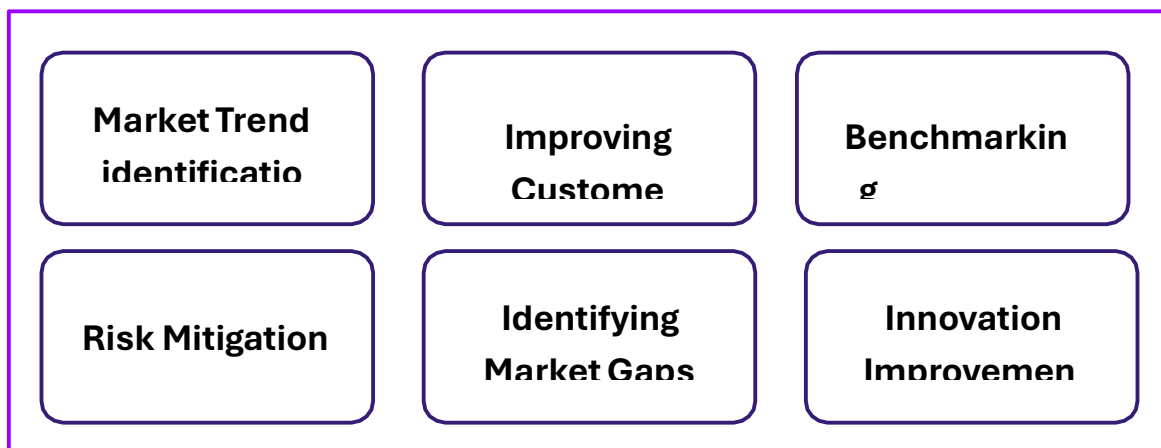 Market Trend
identificatio
Improving
Custome
Benchmarkin
g
Risk Mitigation
Identifying
Market Gaps
Innovation
Improvemen